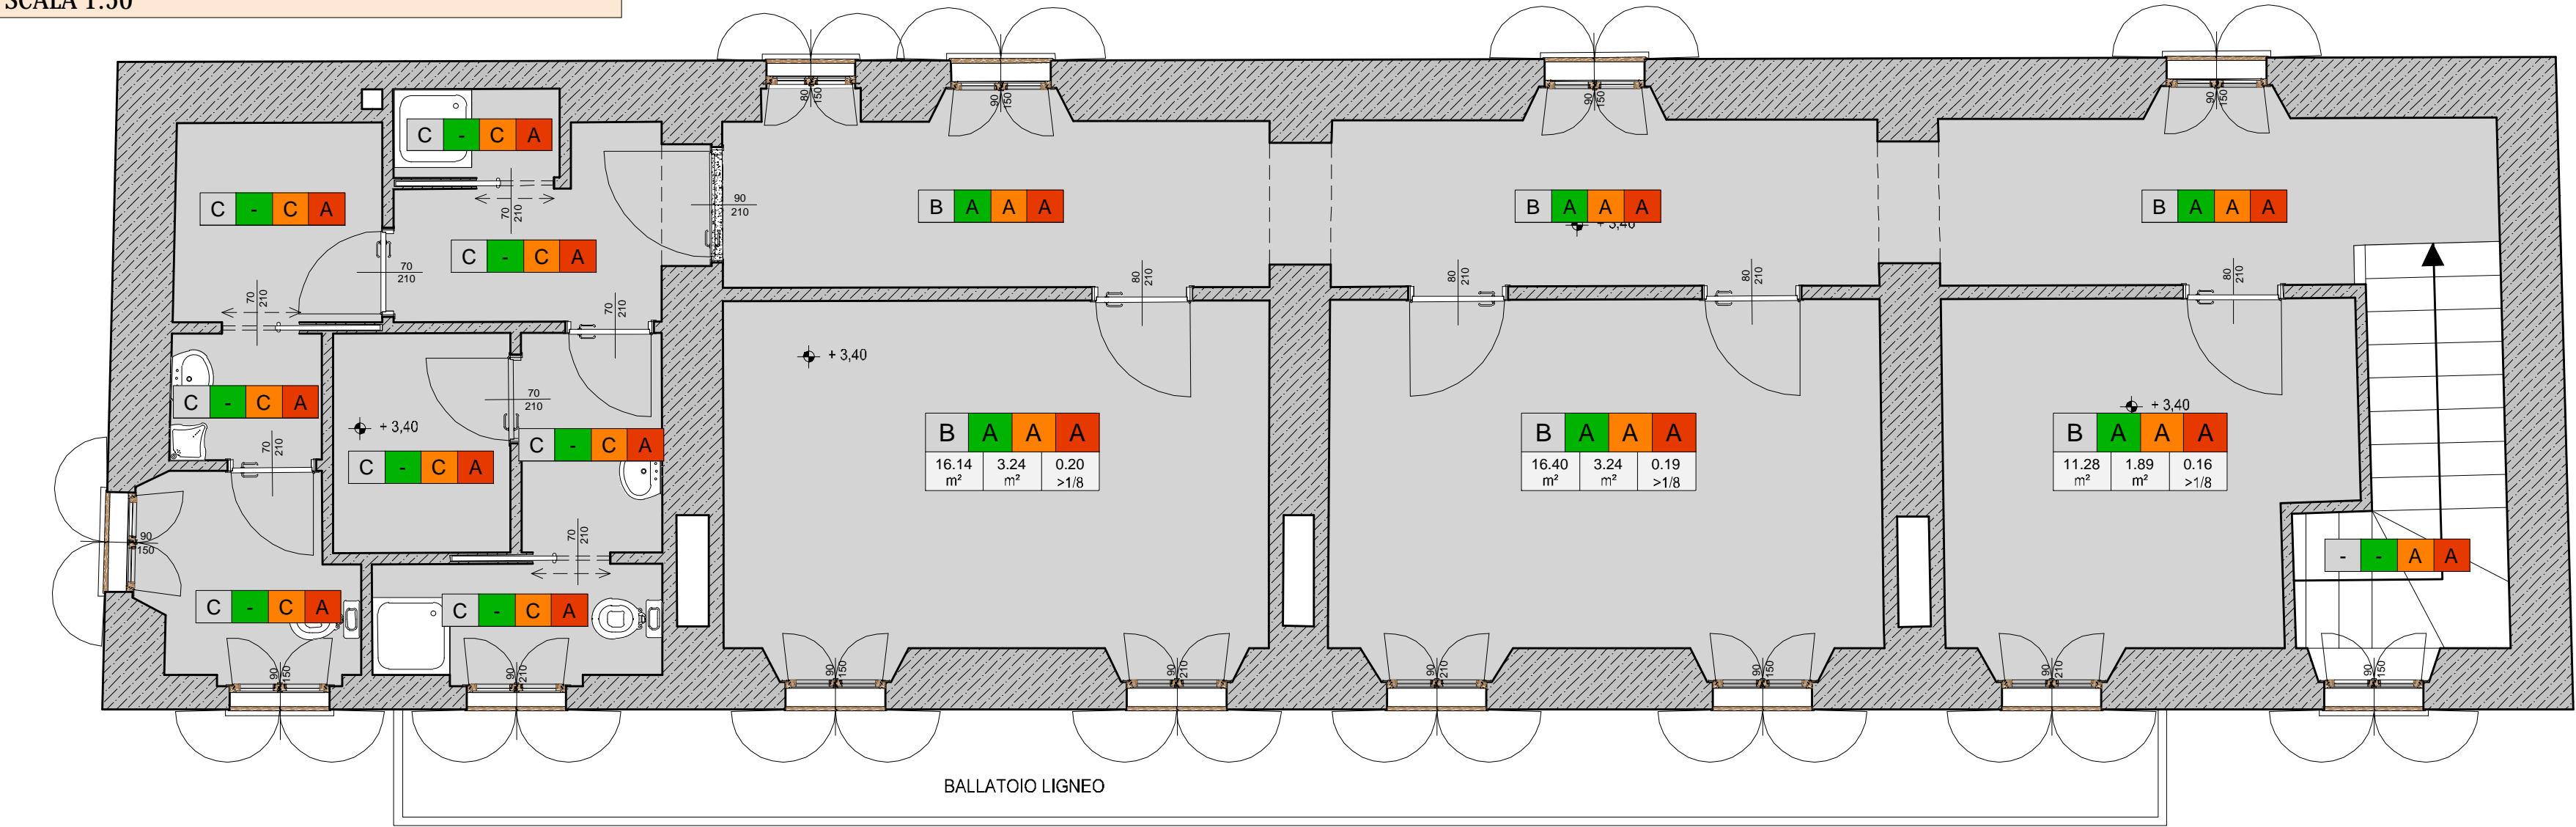 SCALA 1:50
80 150
90 150
90 150
90 150
C - C A
C - C A
70 210
90 210
B A A A
B A A A
+ 3,40
B A A A
C - C A
70 210
70 210
70 210
80 210
80 210
80 210
80 210
+ 3,40
C - C A
70 210
+ 3,40
+ 3,40
C - C A
C - C A
70 210
B A A A
16.14 m² 3.24 m² 0.20 >1/8
B A A A
16.40 m² 3.24 m² 0.19 >1/8
B A A A
11.28 m² 1.89 m² 0.16 >1/8
90 150
70 210
- - A A
C - C A
C - C A
90 150
90 210
90 150
90 210
90 210
90 150
90 210
90 150
BALLATOIO LIGNEO